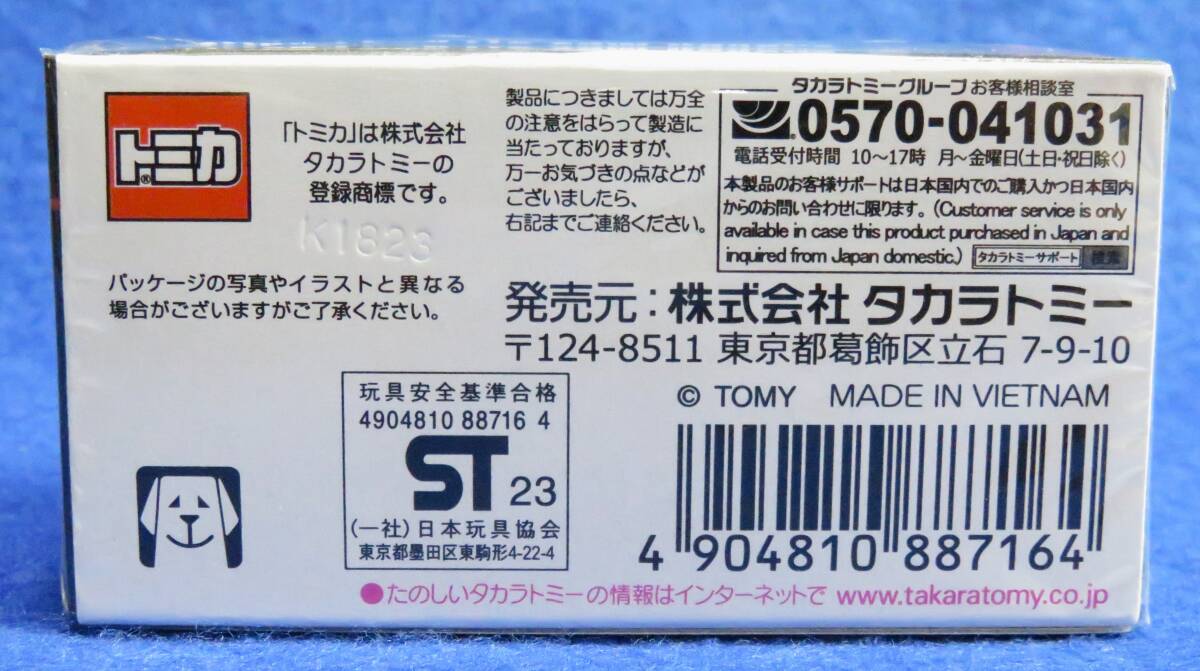 トミカ®
「トミカ」は株式会社
タカラトミーの
登録商標です。
K1823
パッケージの写真やイラストと異なる
場合がございますがご了承ください。
製品につきましては万全
の注意をはらって製造に
当たっておりますが、
万一お気づきの点などが
ございましたら、
右記までご連絡ください。
タカラトミーグループ お客様相談室
0570-041031
電話受付時間 10〜17時 月〜金曜日(土日・祝日除く)
本製品のお客様サポートは日本国内でのご購入かつ日本国内
からのお問い合わせに限ります。(Customer service is only
available in case this product purchased in Japan and
inquired from Japan domestic.) タカラトミーサポート 検索
発売元:株式会社 タカラトミー
〒124-8511 東京都葛飾区立石 7-9-10
© TOMY MADE IN VIETNAM
玩具安全基準合格
4904810 88716 4
ST 23
(一社)日本玩具協会
東京都墨田区東駒形4-22-4
4 904810 887164
●たのしいタカラトミーの情報はインターネットで www.takaratomy.co.jp